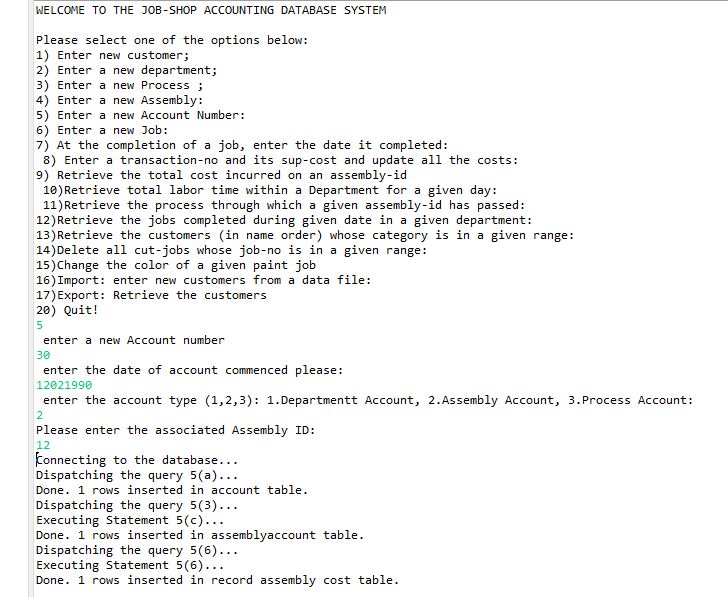 WELCOME TO THE JOB-SHOP ACCOUNTING DATABASE SYSTEM
Please select one of the options below:
1) Enter new customer;
2) Enter a new department;
3) Enter a new Process ;
4) Enter a new Assembly:
5) Enter a new Account Number:
6) Enter a new Job:
7) At the completion of a job, enter the date it completed:
8) Enter a transaction-no and its sup-cost and update all the costs:
9) Retrieve the total cost incurred on an assembly-id
10)Retrieve total labor time within a Department for a given day:
11)Retrieve the process through which a given assembly-id has passed:
12)Retrieve the jobs completed during given date in a given department:
13)Retrieve the customers (in name order) whose category is in a given range:
14)Delete all cut-jobs whose job-no is in a given range:
15)Change the color of a given paint job
16)Import: enter new customers from a data file:
17)Export: Retrieve the customers
20) Quit!
5
enter a new Account number
30
enter the date of account commenced please:
12021990
enter the account type (1,2,3): 1.Departmentt Account, 2.Assembly Account, 3.Process Account:
2
Please enter the associated Assembly ID:
12
Connecting to the database...
Dispatching the query 5(a)...
Done. 1 rows inserted in account table.
Dispatching the query 5(3)...
Executing Statement 5(c)...
Done. 1 rows inserted in assemblyaccount table.
Dispatching the query 5(6)...
Executing Statement 5(6)...
Done. 1 rows inserted in record assembly cost table.